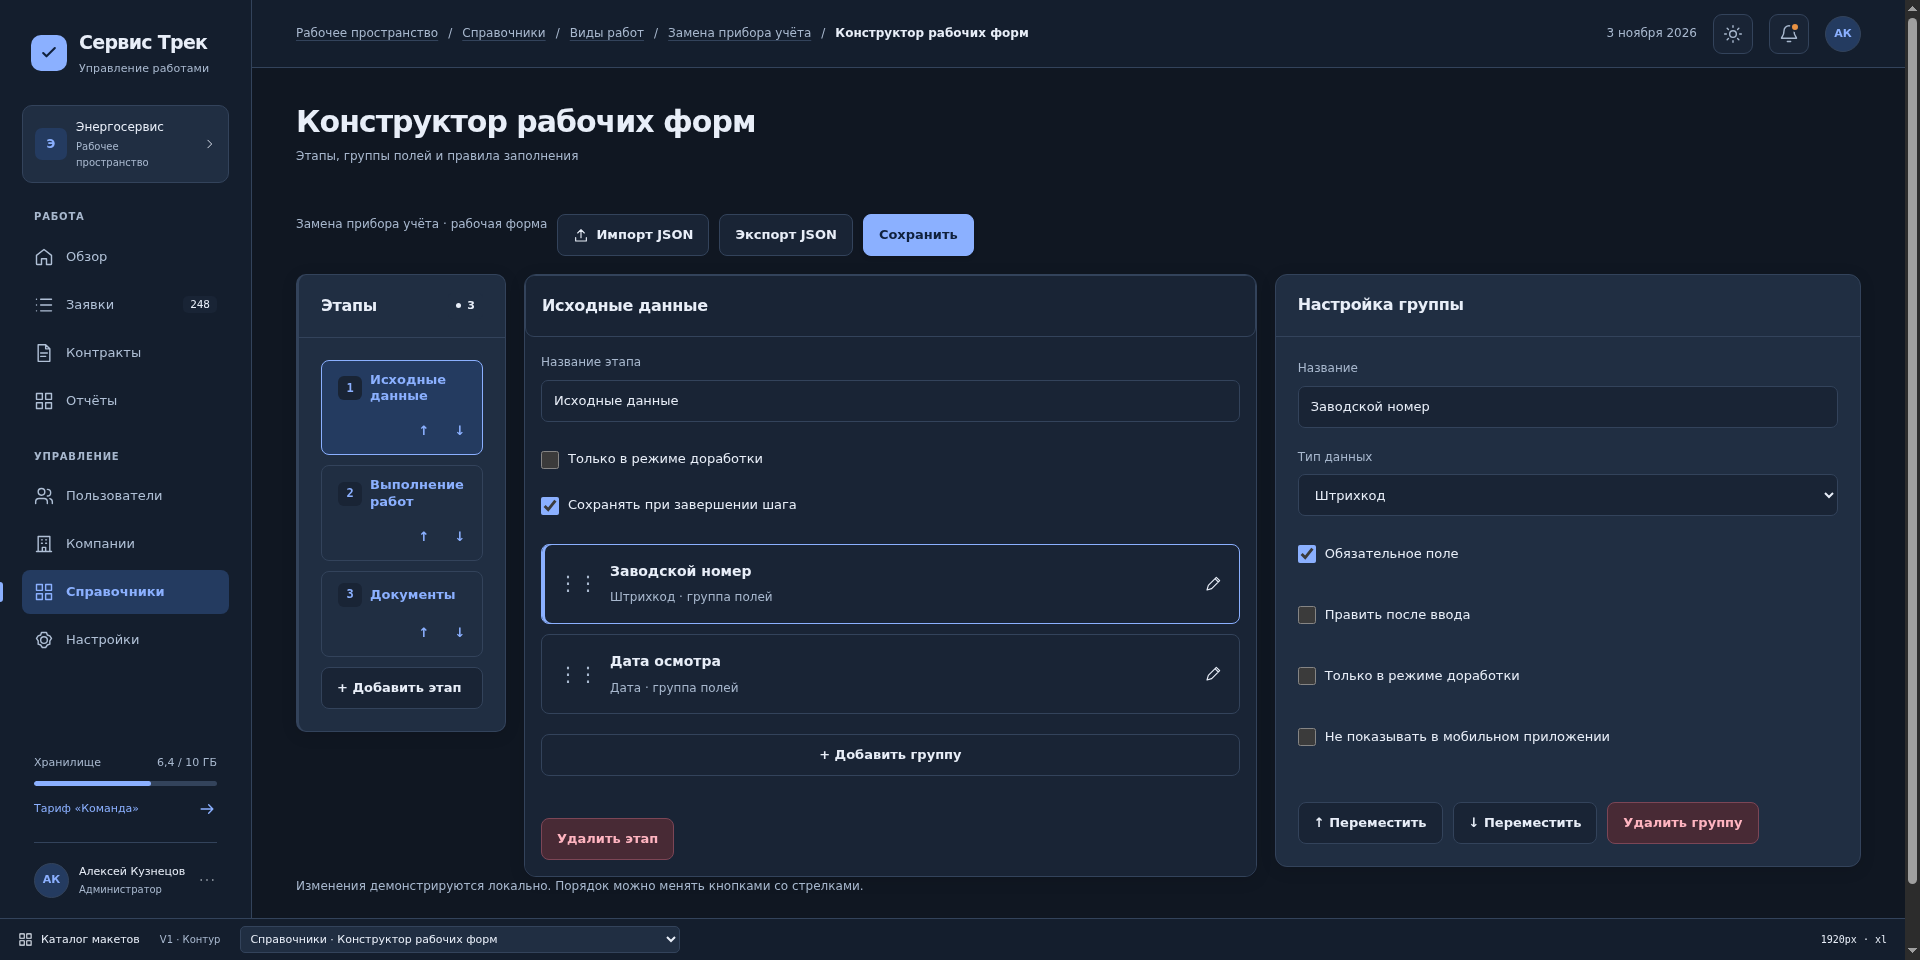 Сервис Трек
Управление работами
Э
Энергосервис
Рабочее
пространство
РАБОТА
Обзор
Заявки 248
Контракты
Отчёты
УПРАВЛЕНИЕ
Пользователи
Компании
Справочники
Настройки
Хранилище 6,4 / 10 ГБ
Тариф «Команда»
АК
Алексей Кузнецов
Администратор
Рабочее пространство / Справочники / Виды работ / Замена прибора учёта / Конструктор рабочих форм
3 ноября 2026
АК
Конструктор рабочих форм
Этапы, группы полей и правила заполнения
Замена прибора учёта · рабочая форма
Импорт JSON
Экспорт JSON
Сохранить
Этапы • 3
1 Исходные
данные
↑ ↓
2 Выполнение
работ
↑ ↓
3 Документы
↑ ↓
+ Добавить этап
Исходные данные
Название этапа
Исходные данные
Только в режиме доработки
Сохранять при завершении шага
Заводской номер
Штрихкод · группа полей
Дата осмотра
Дата · группа полей
+ Добавить группу
Удалить этап
Настройка группы
Название
Заводской номер
Тип данных
Штрихкод
Обязательное поле
Править после ввода
Только в режиме доработки
Не показывать в мобильном приложении
↑ Переместить
↓ Переместить
Удалить группу
Изменения демонстрируются локально. Порядок можно менять кнопками со стрелками.
Каталог макетов
V1 · Контур
Справочники · Конструктор рабочих форм
1920px · xl